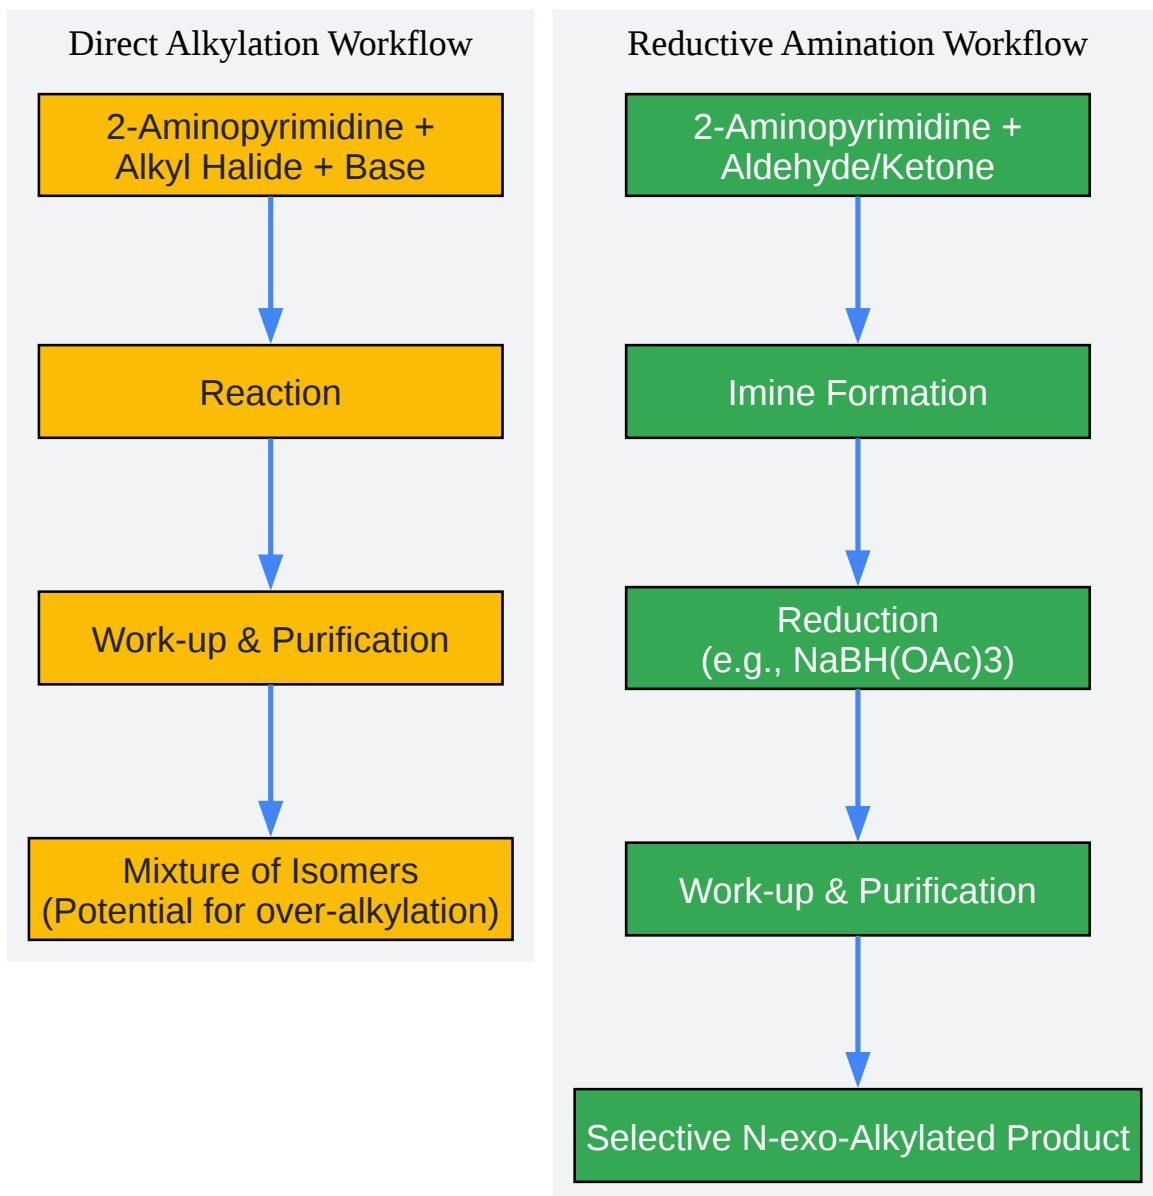 Direct Alkylation Workflow
2-Aminopyrimidine +
Alkyl Halide + Base
Reaction
Work-up & Purification
Mixture of Isomers
(Potential for over-alkylation)
Reductive Amination Workflow
2-Aminopyrimidine +
Aldehyde/Ketone
Imine Formation
Reduction
(e.g., NaBH(OAc)3)
Work-up & Purification
Selective N-exo-Alkylated Product